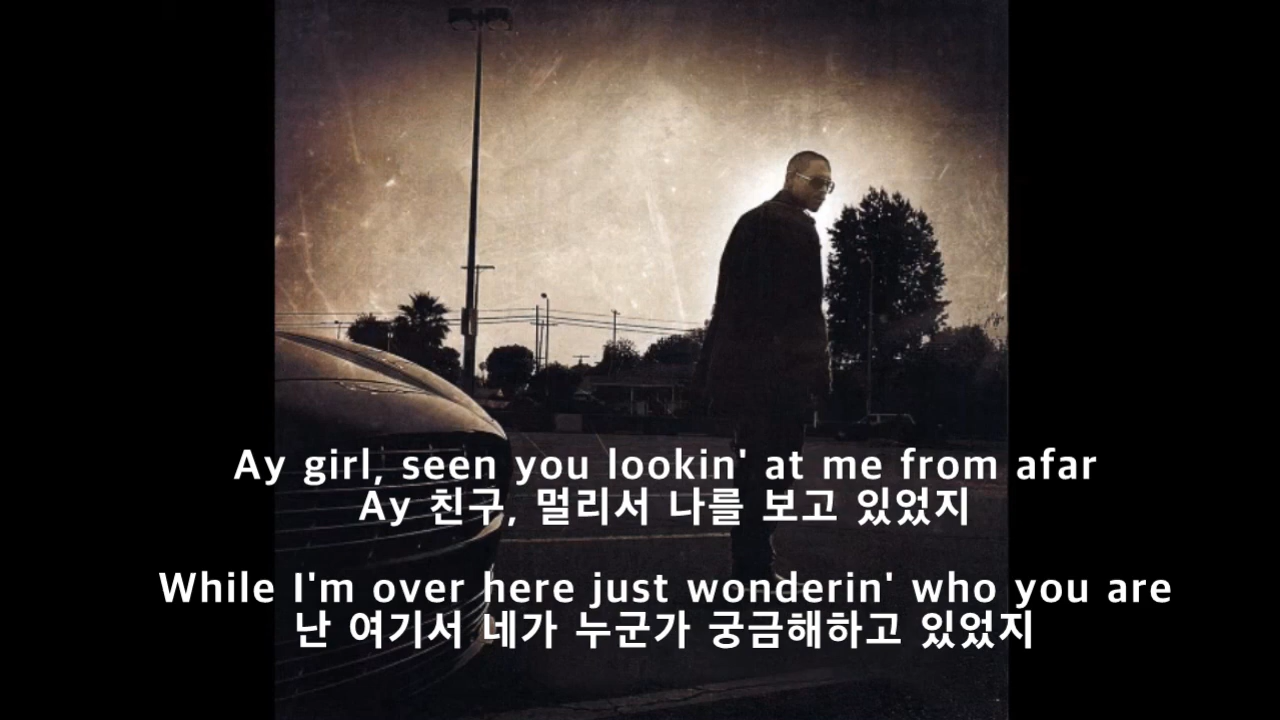 Ay girl, seen you lookin' at me from afar
Ay 친구, 멀리서 나를 보고 있었지
While I'm over here just wonderin' who you are
난 여기서 네가 누군가 궁금해하고 있었지